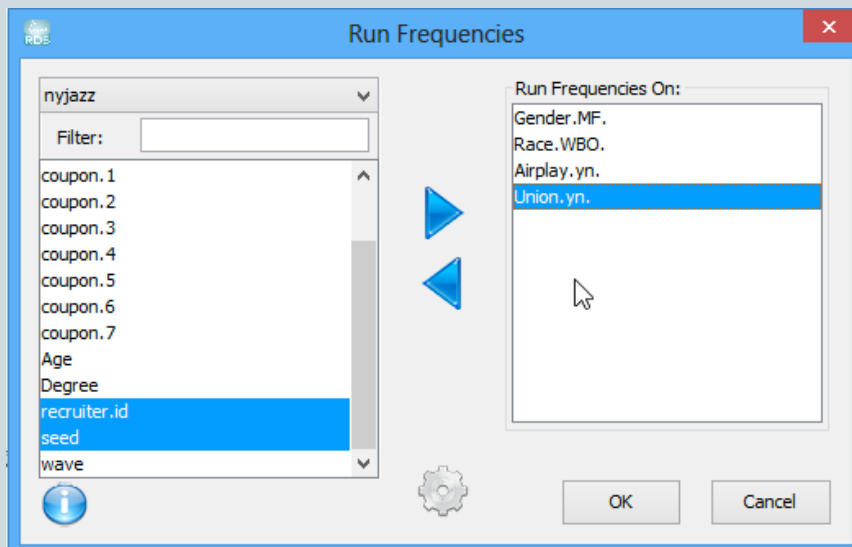 RDS
Run Frequencies
nyjazz
Filter:
coupon.1
coupon.2
coupon.3
coupon.4
coupon.5
coupon.6
coupon.7
Age
Degree
recruiter.id
seed
wave
Run Frequencies On:
Gender.MF.
Race.WBO.
Airplay.yn.
Union.yn.
OK
Cancel